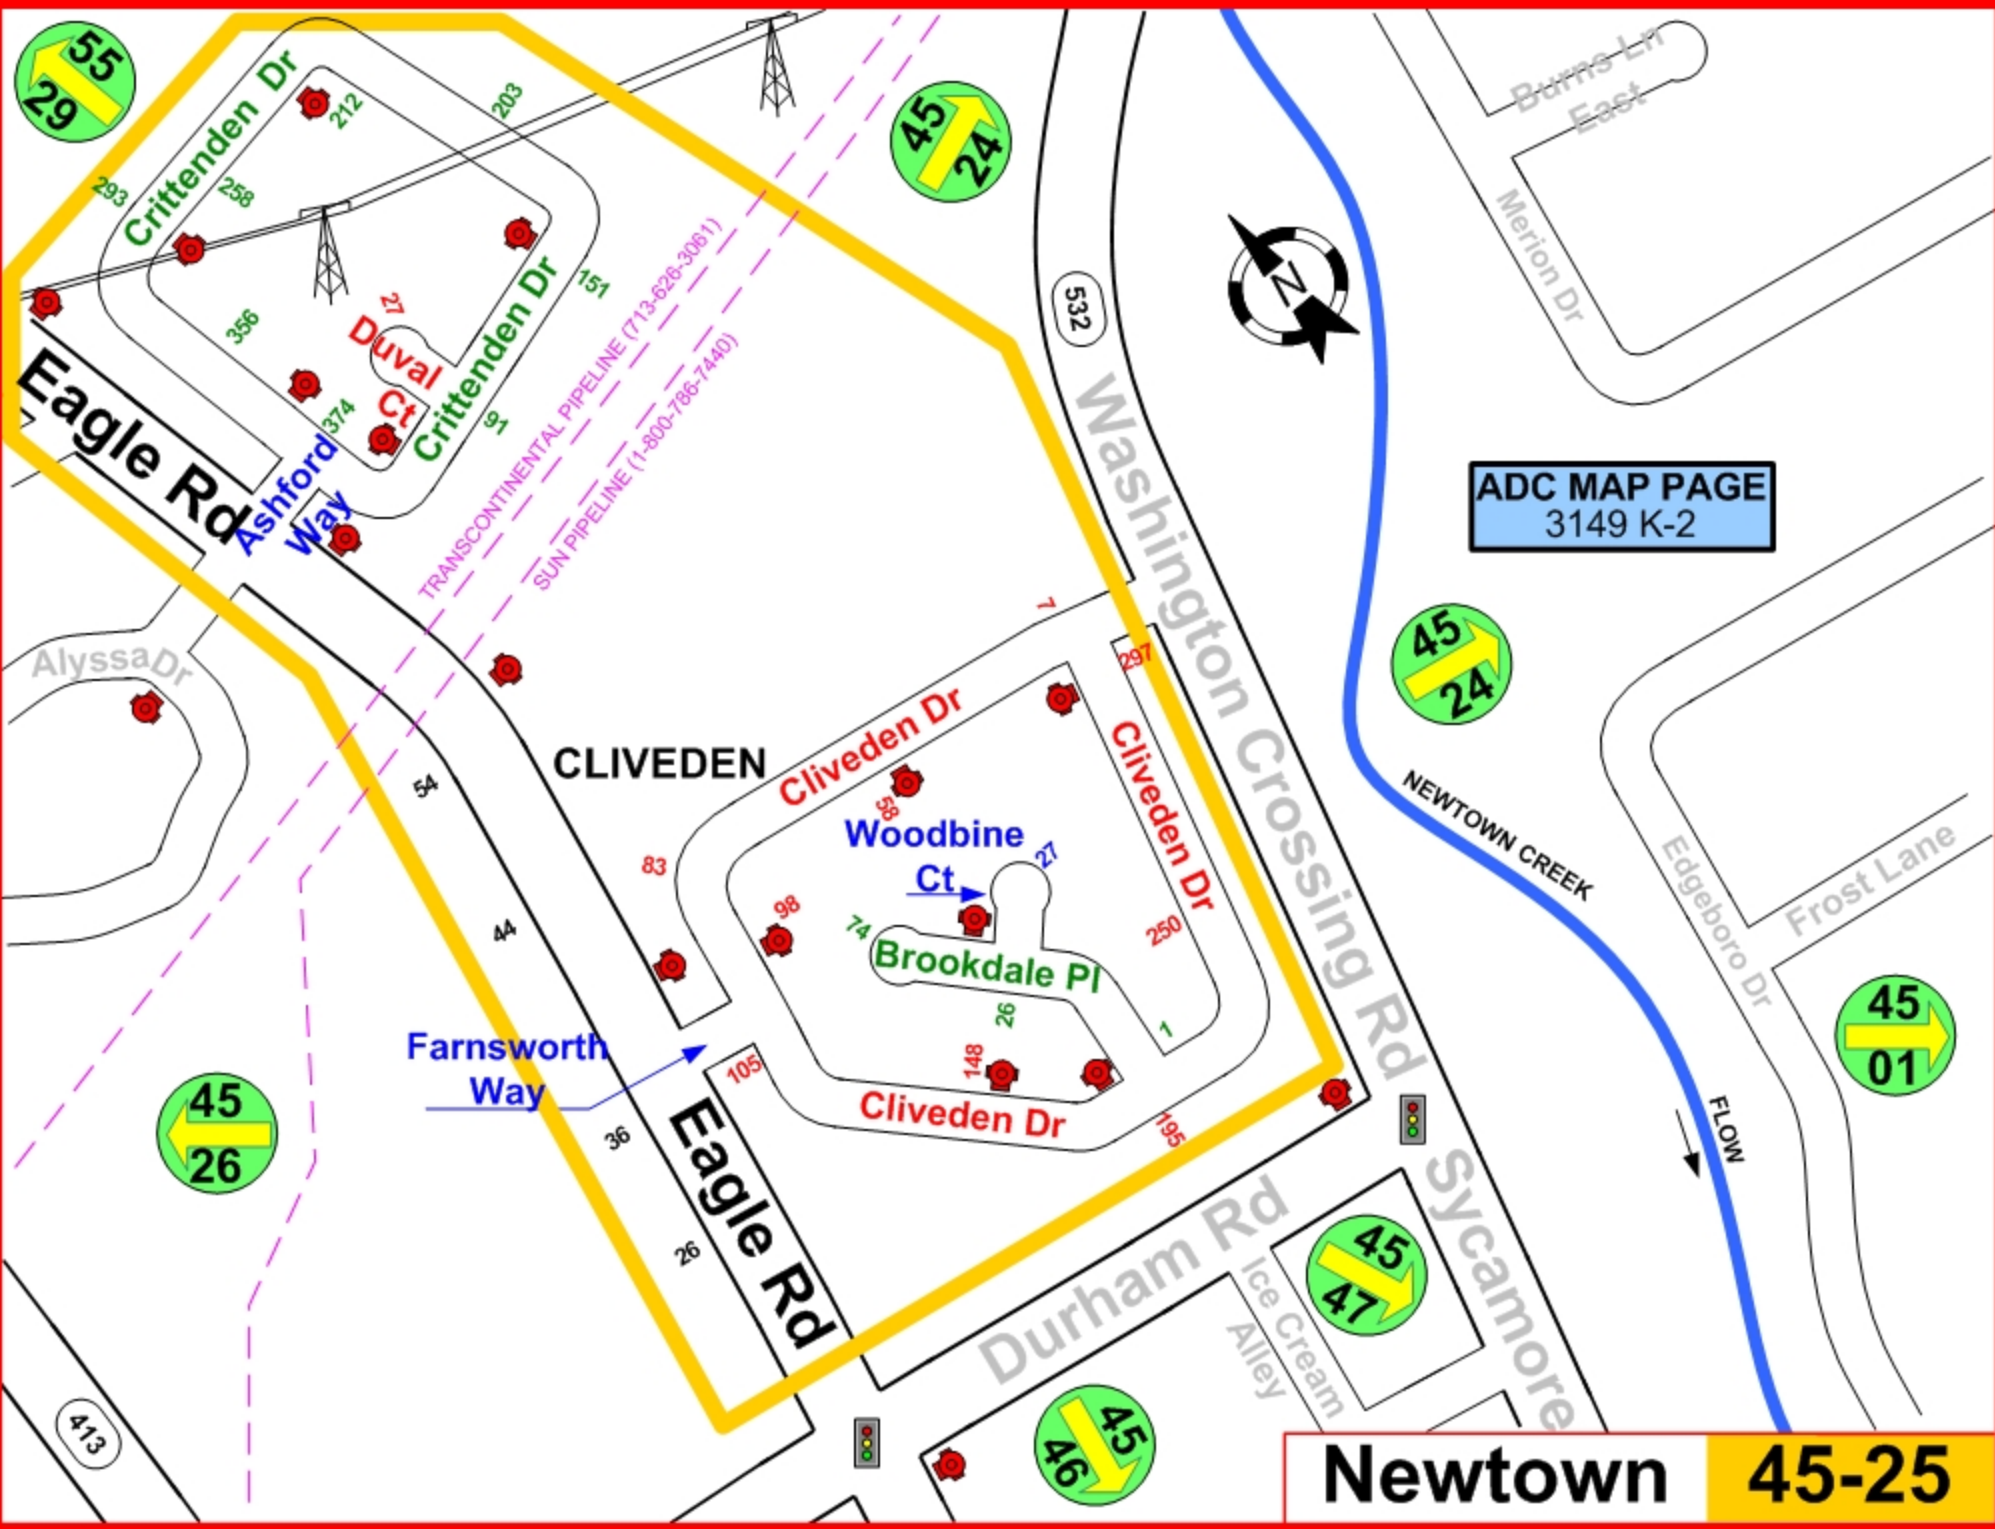 55
29
Crittenden Dr
212
203
45
24
Burns Ln
East
293
258
Merion Dr
151
532
27
Duval
Ct
356
374
Crittenden Dr
91
TRANSCONTINENTAL PIPELINE (713-626-3061)
SUN PIPELINE (1-800-786-7440)
N
Eagle Rd
Ashford
Way
Washington Crossing Rd
ADC MAP PAGE
3149 K-2
Alyssa Dr
7
297
45
24
54
CLIVEDEN
Cliveden Dr
58
Cliveden Dr
NEWTOWN CREEK
Woodbine
Ct
27
83
98
74
Brookdale Pl
250
Edgeboro Dr
Frost Lane
44
26
1
45
01
Farnsworth
Way
105
148
Cliveden Dr
195
45
26
36
Eagle Rd
26
FLOW
Sycamore
Durham Rd
Ice Cream
Alley
45
47
413
45
46
Newtown 45-25